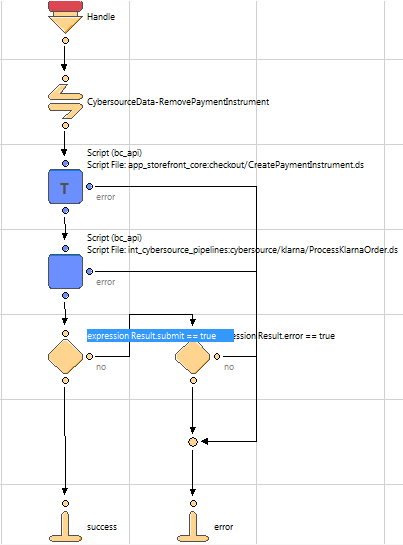 Handle
CybersourceData-RemovePaymentInstrument
Script (bc_api)
Script File: app_storefront_core:checkout/CreatePaymentInstrument.ds
T
error
Script (bc_api)
Script File: int_cybersource_pipelines:cybersource/klarna/ProcessKlarnaOrder.ds
error
expression Result.submit == true ession Result.error == true
no no
success error